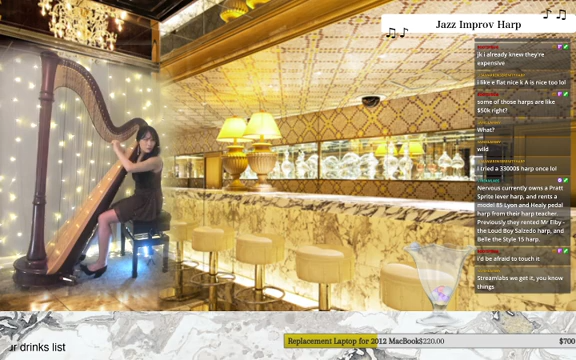 Jazz Improv Harp
jk i already knew they're
expensive
i like e flat nice k A is nice too lol
some of those harps are like
$50k right?
What?
wild
I tried a 33000$ harp once lol
Nervous currently owns a Pratt
Sprite lever harp, and rents a
model 85 Lyon and Healy pedal
harp from their harp teacher.
Previously they rented Mr Elby -
the Loud Boy Salzedo harp, and
Belle the Style 15 harp.
i'd be afraid to touch it
Streamlabs we get it, you know
things
ur drinks list
Replacement Laptop for 2012 MacBook$220.00
$700